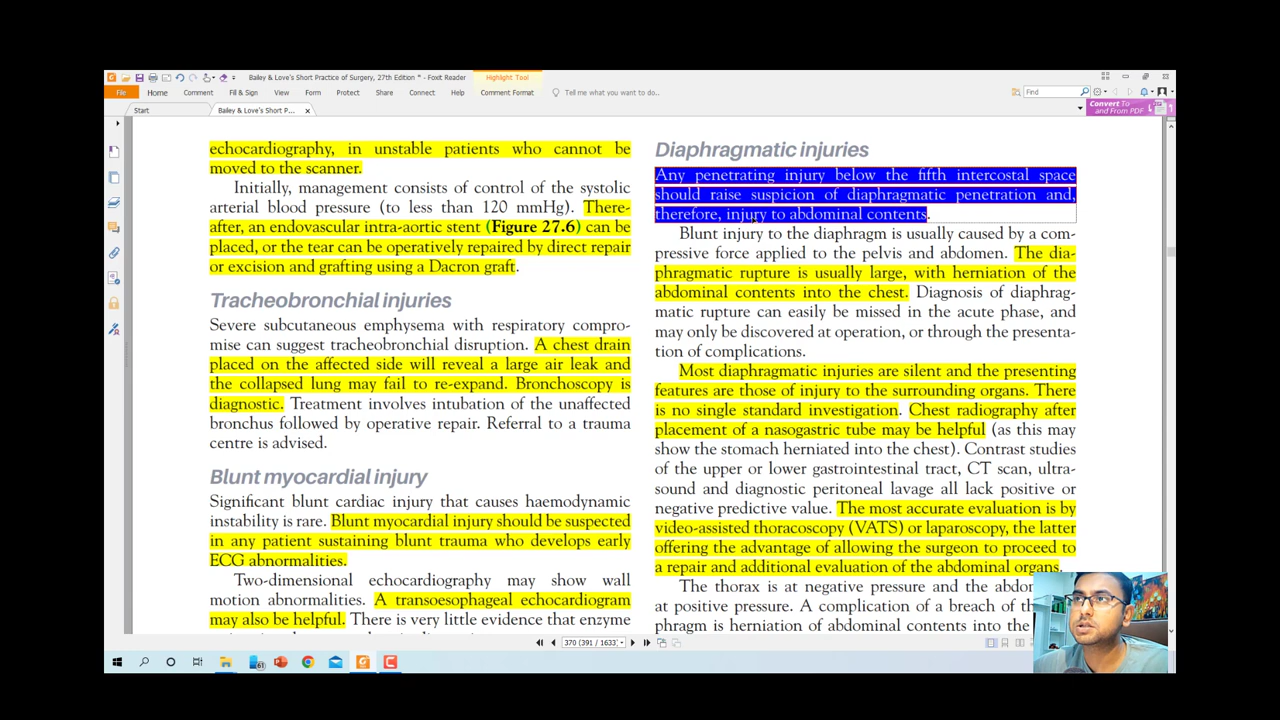 Bailey & Love's Short Practice of Surgery, 27th Edition * - Foxit Reader
Highlight Tool
File
Home
Comment
Fill & Sign
View
Form
Protect
Share
Connect
Help
Comment Format
Tell me what you want to do..
Find
Start
Bailey & Love's Short P...
Convert To
and From PDF
echocardiography, in unstable patients who cannot be
moved to the scanner.
Initially, management consists of control of the systolic
arterial blood pressure (to less than 120 mmHg). There-
after, an endovascular intra-aortic stent (Figure 27.6) can be
placed, or the tear can be operatively repaired by direct repair
or excision and grafting using a Dacron graft.
Tracheobronchial injuries
Severe subcutaneous emphysema with respiratory compro-
mise can suggest tracheobronchial disruption. A chest drain
placed on the affected side will reveal a large air leak and
the collapsed lung may fail to re-expand. Bronchoscopy is
diagnostic. Treatment involves intubation of the unaffected
bronchus followed by operative repair. Referral to a trauma
centre is advised.
Blunt myocardial injury
Significant blunt cardiac injury that causes haemodynamic
instability is rare. Blunt myocardial injury should be suspected
in any patient sustaining blunt trauma who develops early
ECG abnormalities.
Two-dimensional echocardiography may show wall
motion abnormalities. A transoesophageal echocardiogram
may also be helpful. There is very little evidence that enzyme
Diaphragmatic injuries
Any penetrating injury below the fifth intercostal space
should raise suspicion of diaphragmatic penetration and,
therefore, injury to abdominal contents.
Blunt injury to the diaphragm is usually caused by a com-
pressive force applied to the pelvis and abdomen. The dia-
phragmatic rupture is usually large, with herniation of the
abdominal contents into the chest. Diagnosis of diaphrag-
matic rupture can easily be missed in the acute phase, and
may only be discovered at operation, or through the presenta-
tion of complications.
Most diaphragmatic injuries are silent and the presenting
features are those of injury to the surrounding organs. There
is no single standard investigation. Chest radiography after
placement of a nasogastric tube may be helpful (as this may
show the stomach herniated into the chest). Contrast studies
of the upper or lower gastrointestinal tract, CT scan, ultra-
sound and diagnostic peritoneal lavage all lack positive or
negative predictive value. The most accurate evaluation is by
video-assisted thoracoscopy (VATS) or laparoscopy, the latter
offering the advantage of allowing the surgeon to proceed to
a repair and additional evaluation of the abdominal organs.
The thorax is at negative pressure and the abdo
at positive pressure. A complication of a breach of th
phragm is herniation of abdominal contents into the
370 (391 / 1633)
61